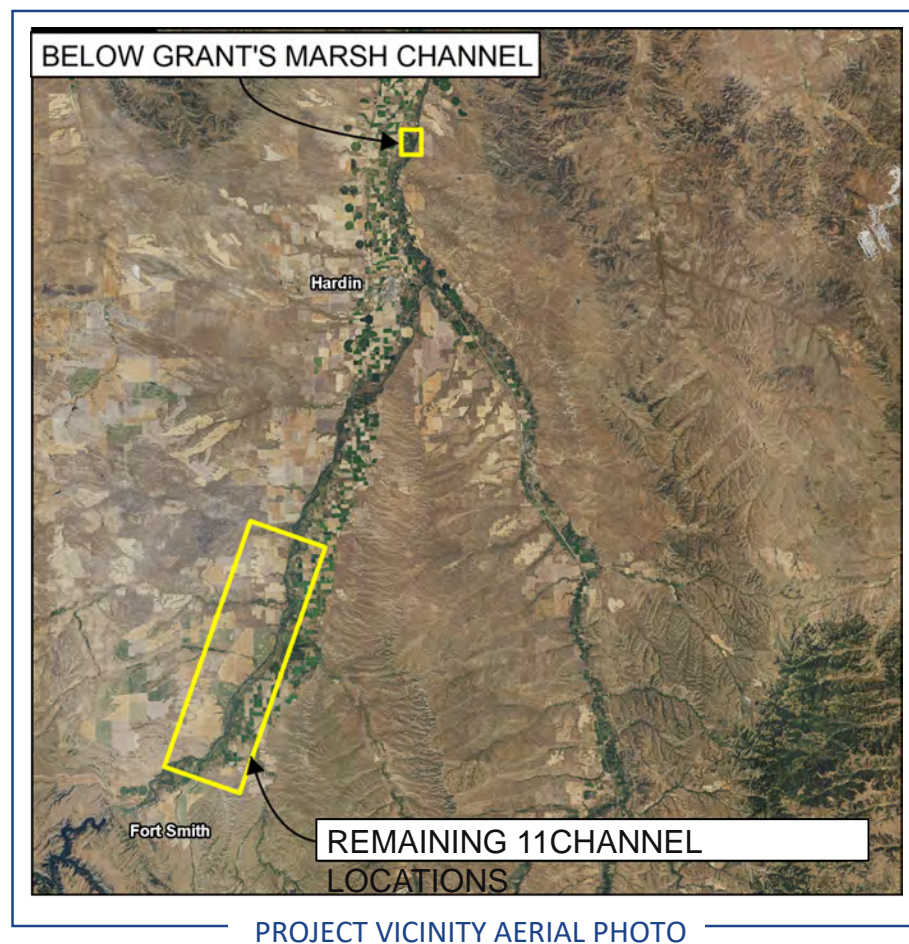 BELOW GRANT'S MARSH CHANNEL
Hardin
Fort Smith
REMAINING 11CHANNEL
LOCATIONS
PROJECT VICINITY AERIAL PHOTO